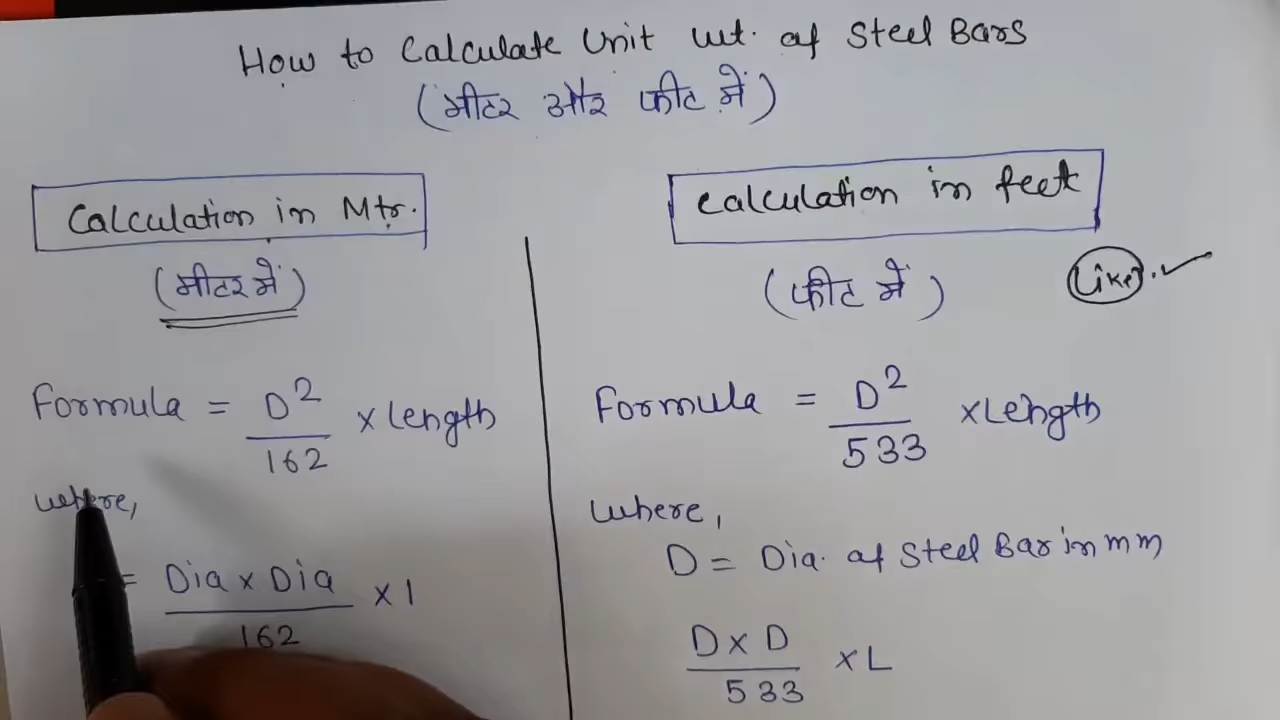 How to Calculate Unit wt. of Steel Bars
(मीटर और फीट में)
Calculation in Mtr.
(मीटर में)
Formula = D² / 162 × Length
where,
= Dia × Dia / 162 × 1
Calculation in feet
(फीट में)
Like ✓
Formula = D² / 533 × Length
where,
D = Dia. of Steel Bar in mm
D × D / 533 × L